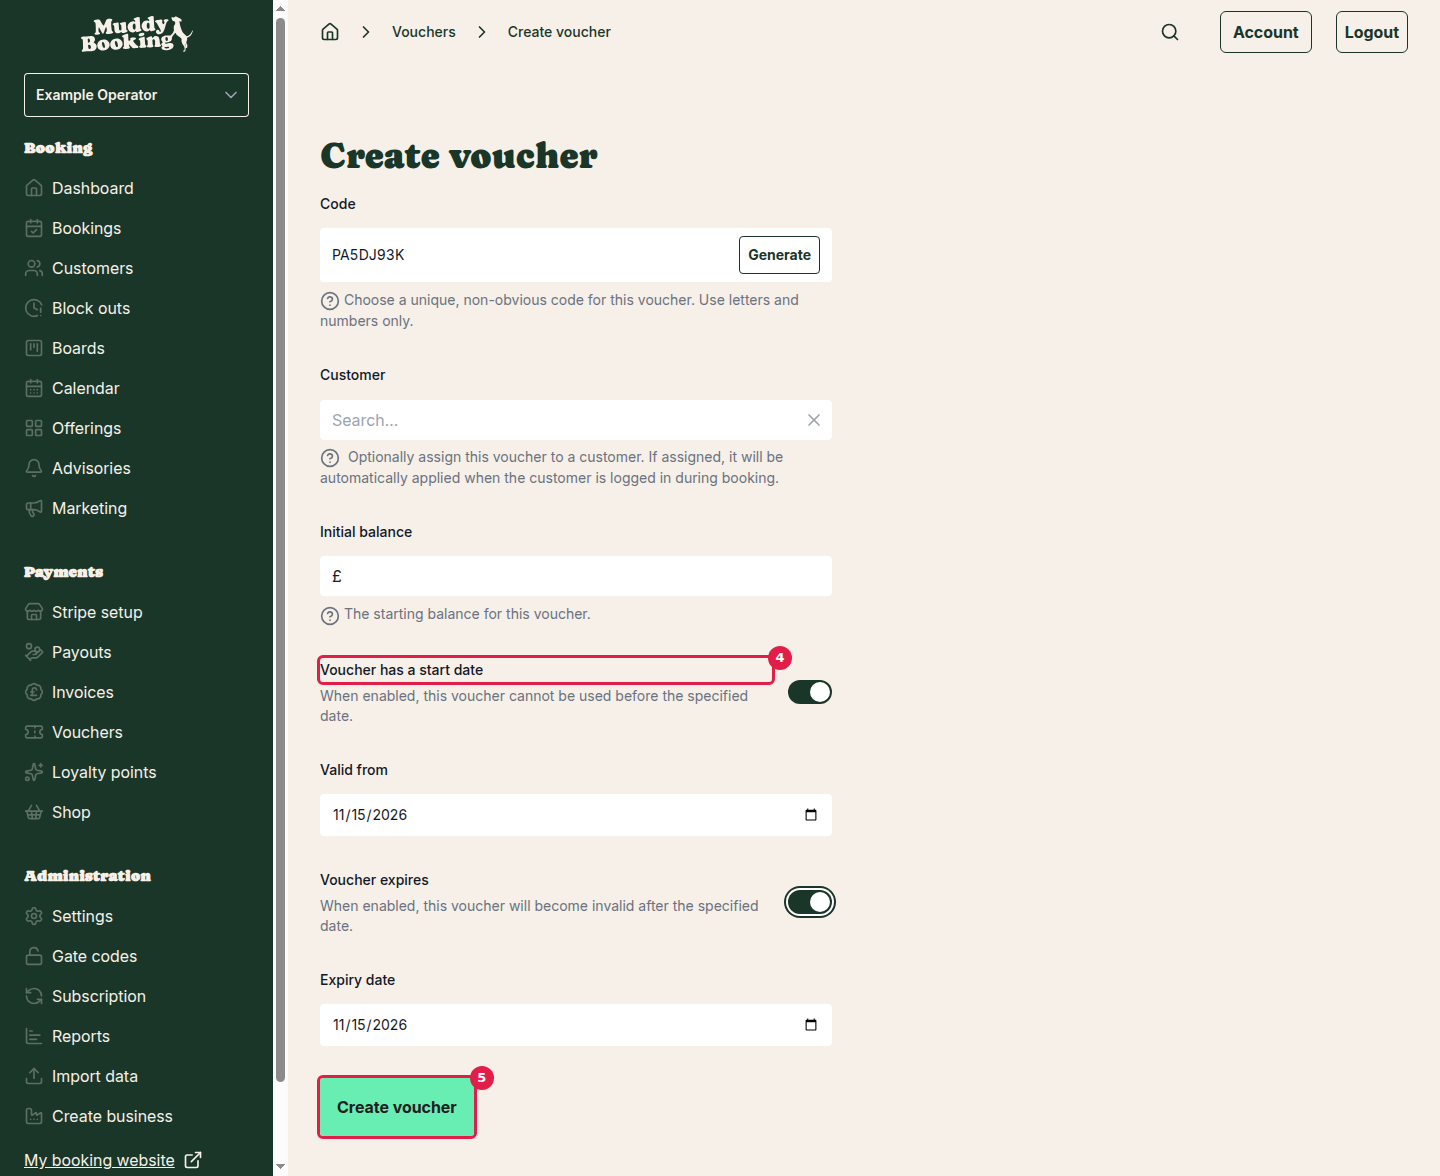 Muddy
Booking
Example Operator
Booking
Dashboard
Bookings
Customers
Block outs
Boards
Calendar
Offerings
Advisories
Marketing
Payments
Stripe setup
Payouts
Invoices
Vouchers
Loyalty points
Shop
Administration
Settings
Gate codes
Subscription
Reports
Import data
Create business
My booking website
Vouchers
Create voucher
Account
Logout
Create voucher
Code
PA5DJ93K
Generate
Choose a unique, non-obvious code for this voucher. Use letters and
numbers only.
Customer
Search...
Optionally assign this voucher to a customer. If assigned, it will be
automatically applied when the customer is logged in during booking.
Initial balance
£
The starting balance for this voucher.
4
Voucher has a start date
When enabled, this voucher cannot be used before the specified
date.
Valid from
11/15/2026
Voucher expires
When enabled, this voucher will become invalid after the specified
date.
Expiry date
11/15/2026
5
Create voucher